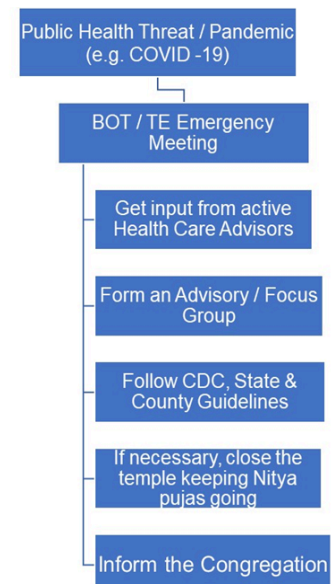 Public Health Threat / Pandemic
(e.g. COVID -19)
BOT / TE Emergency
Meeting
Get input from active
Health Care Advisors
Form an Advisory / Focus
Group
Follow CDC, State &
County Guidelines
If necessary, close the
temple keeping Nitya
pujas going
Inform the Congregation